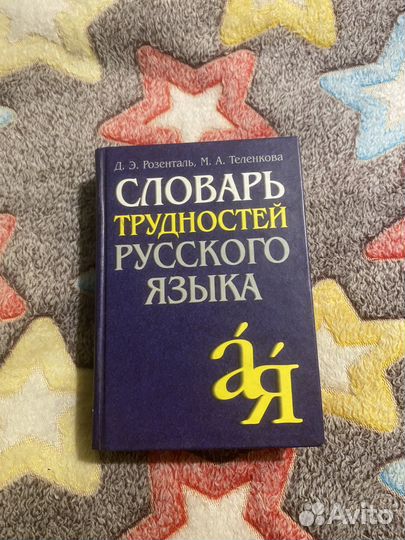 Д. Э. Розенталь, М. А. Теленкова
СЛОВАРЬ
ТРУДНОСТЕЙ
РУССКОГО
ЯЗЫКА
а́
я́
Avito